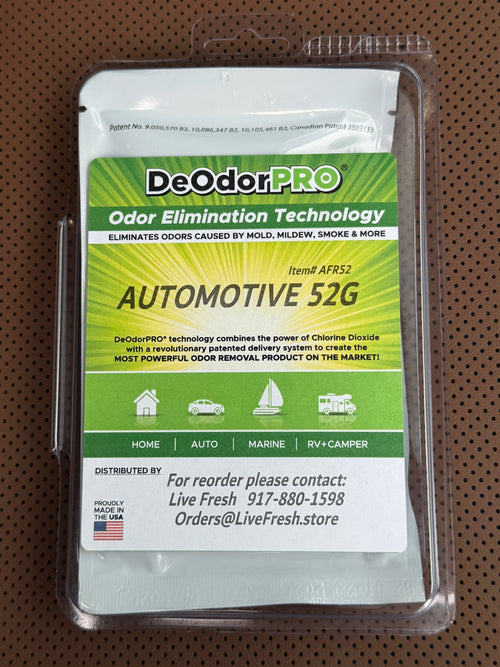 Patent No. 9,050,570 B2, 10,086,347 B2, 10,105,461 B2, Canadian Patent 2803133
DeOdorPRO®
Odor Elimination Technology
ELIMINATES ODORS CAUSED BY MOLD, MILDEW, SMOKE & MORE
Item# AFR52
AUTOMOTIVE 52G
DeOdorPRO® technology combines the power of Chlorine Dioxide
with a revolutionary patented delivery system to create the
MOST POWERFUL ODOR REMOVAL PRODUCT ON THE MARKET!
HOME | AUTO | MARINE | RV+CAMPER
DISTRIBUTED BY
For reorder please contact:
Live Fresh 917-880-1598
Orders@LiveFresh.store
PROUDLY
MADE IN
THE USA